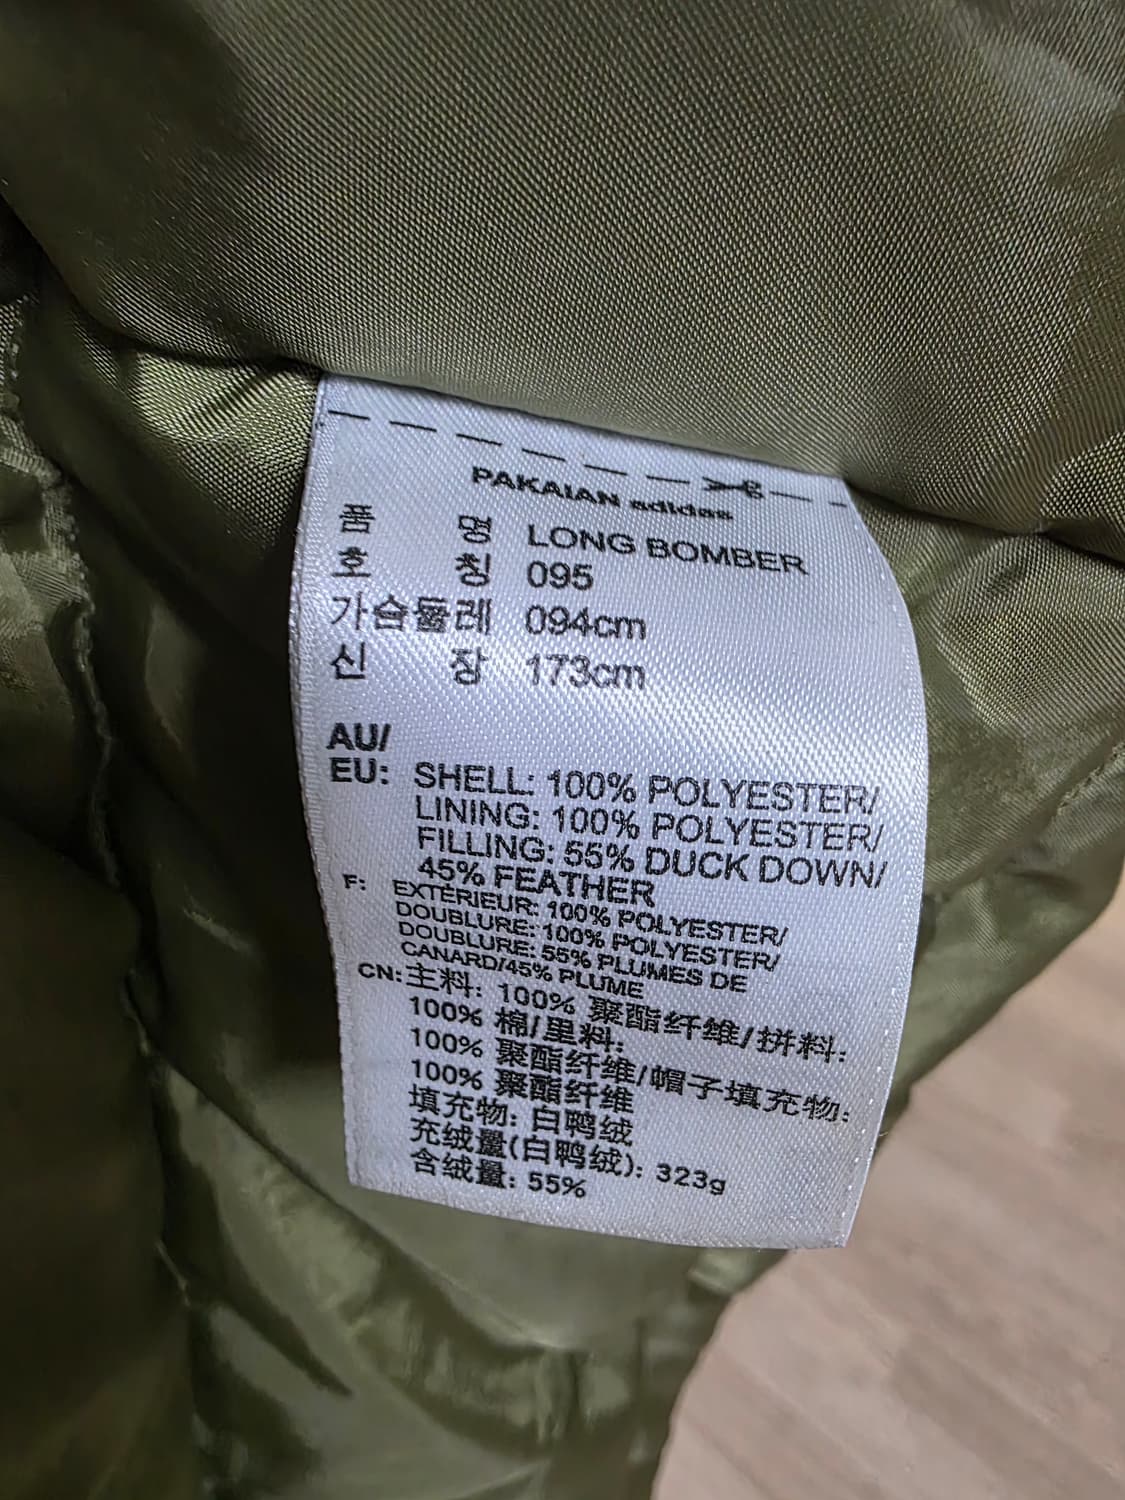 PAKAIAN adidas
품 명 LONG BOMBER
호 칭 095
가슴둘레 094cm
신 장 173cm
AU/
EU: SHELL: 100% POLYESTER/
LINING: 100% POLYESTER/
FILLING: 55% DUCK DOWN/
45% FEATHER
F: EXTÉRIEUR: 100% POLYESTER/
DOUBLURE: 100% POLYESTER/
DOUBLURE: 55% PLUMES DE
CANARD/45% PLUME
CN: 主料: 100% 聚酯纤维/拼料:
100% 棉/里料:
100% 聚酯纤维/帽子填充物:
100% 聚酯纤维
填充物: 白鸭绒
充绒量(白鸭绒): 323g
含绒量: 55%